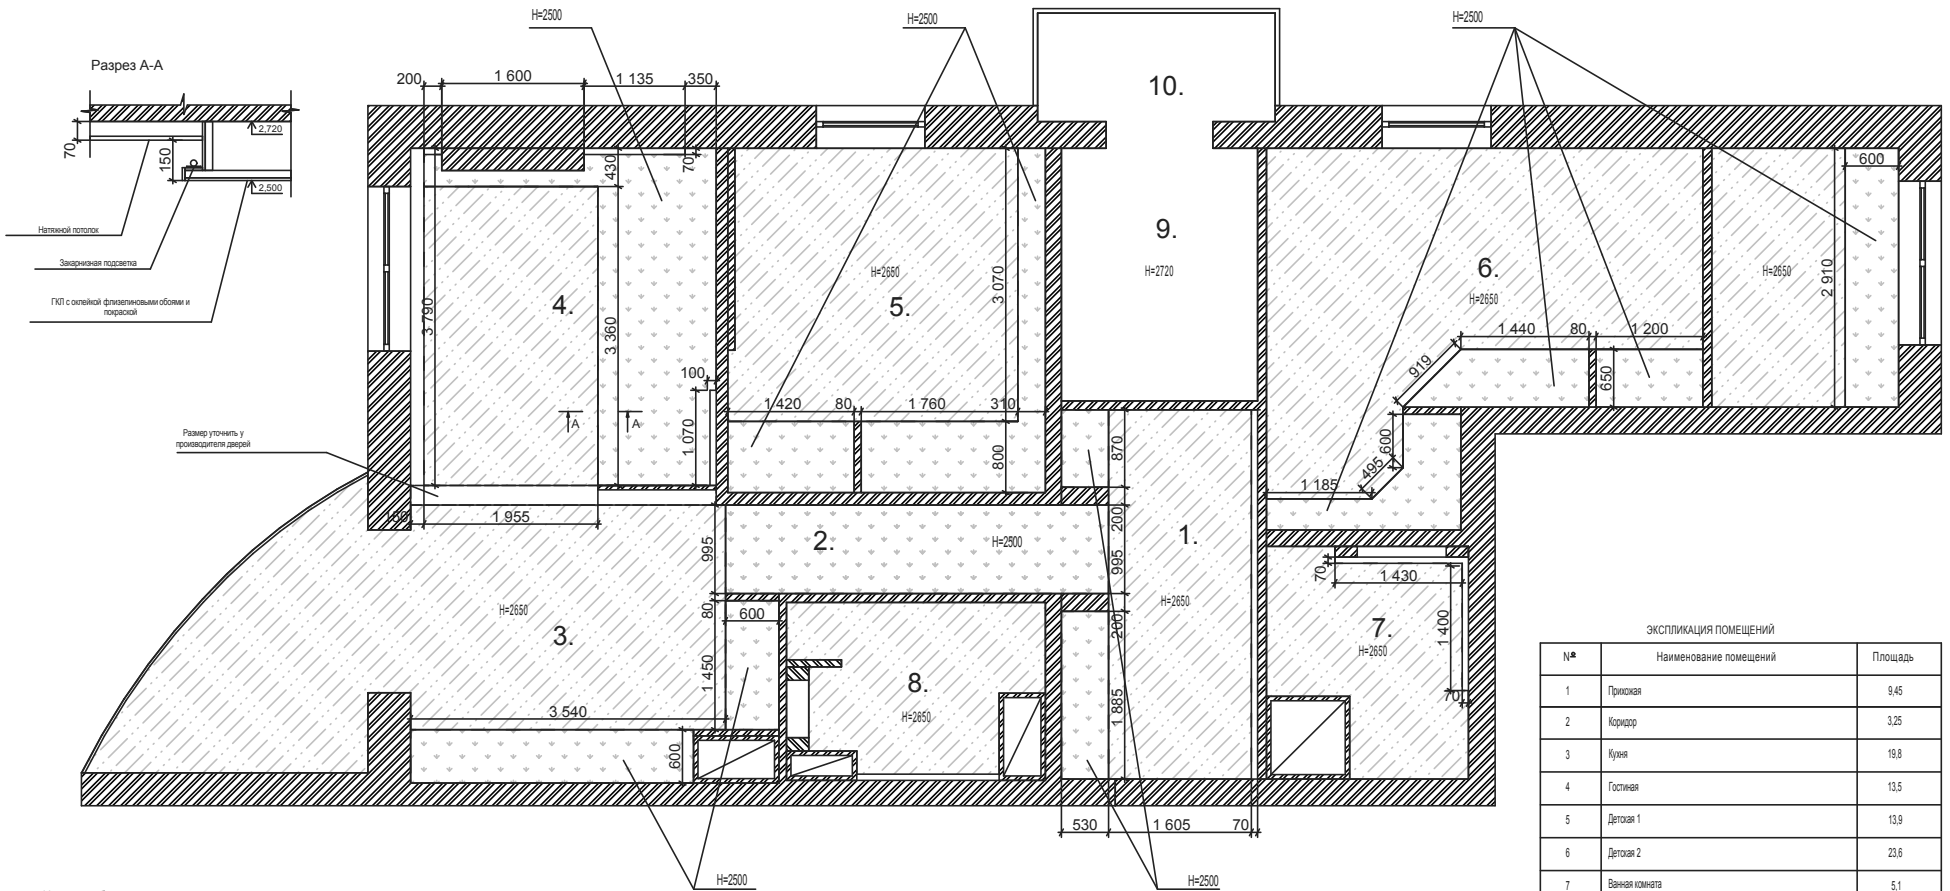 H=2500
H=2500
H=2500
Разрез А-А
200
1 600
1 135
350
10.
2,720
70
150
2,500
430
70
600
Натяжной потолок
Закарнизная подсветка
ГКП с оклейкой флизелиновыми обоями и
покраской
3 790
4.
3 360
H=2650
5.
3 070
9.
H=2720
6.
H=2650
H=2650
2 910
1 440
80
1 200
919
650
100
1 420
80
1 760
310
A
A
1 070
800
870
600
495
1 185
Размер уточнить у
производителя дверей
150
1 955
995
2.
H=2500
200
995
1.
H=2650
70
1 430
1 400
7.
H=2650
70
H=2650
3.
80
600
1 450
8.
H=2650
200
1 885
3 540
600
530
1 605
70
H=2500
H=2500
ЭКСПЛИКАЦИЯ ПОМЕЩЕНИЙ
№ Наименование помещений Площадь
1 Прихожая 9,45
2 Коридор 3,25
3 Кухня 19,8
4 Гостиная 13,5
5 Детская 1 13,9
6 Детская 2 23,6
7 Ванная комната 5,1